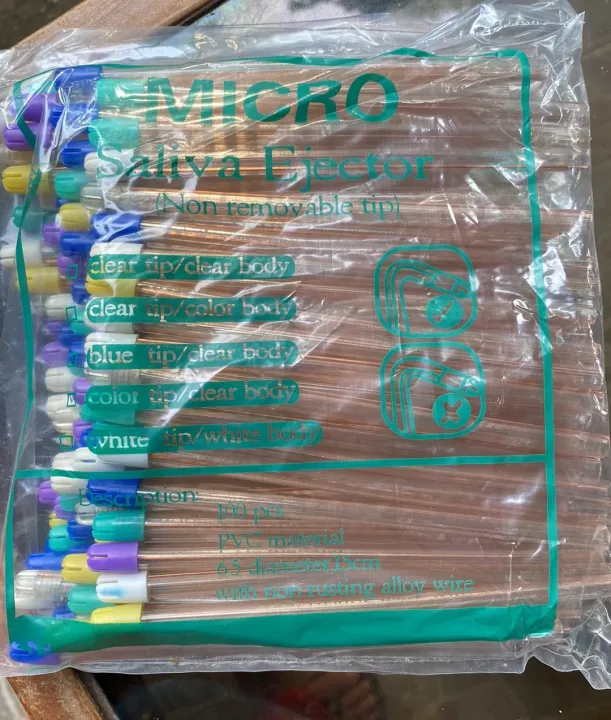 MICRO
Saliva Ejector
(Non removable tip)
clear tip/clear body
clear tip/color body
blue tip/clear body
color tip/clear body
white tip/white body
Description:
100 pcs
PVC material
6.5 diameter.15cm
with non rusting alloy wire